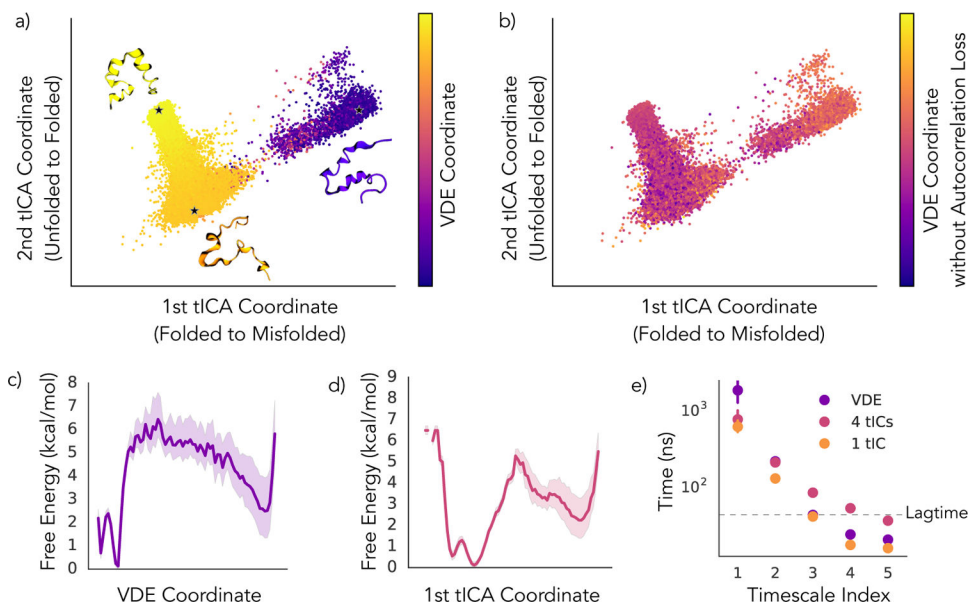 a)
2nd tICA Coordinate
(Unfolded to Folded)
1st tICA Coordinate
(Folded to Misfolded)
VDE Coordinate
b)
2nd tICA Coordinate
(Unfolded to Folded)
1st tICA Coordinate
(Folded to Misfolded)
VDE Coordinate
without Autocorrelation Loss
c)
Free Energy (kcal/mol)
8
7
6
5
4
3
2
1
0
VDE Coordinate
d)
Free Energy (kcal/mol)
9
8
7
6
5
4
3
2
1
0
1st tICA Coordinate
e)
Time (ns)
10³
10²
VDE
4 tICs
1 tIC
Lagtime
1 2 3 4 5
Timescale Index